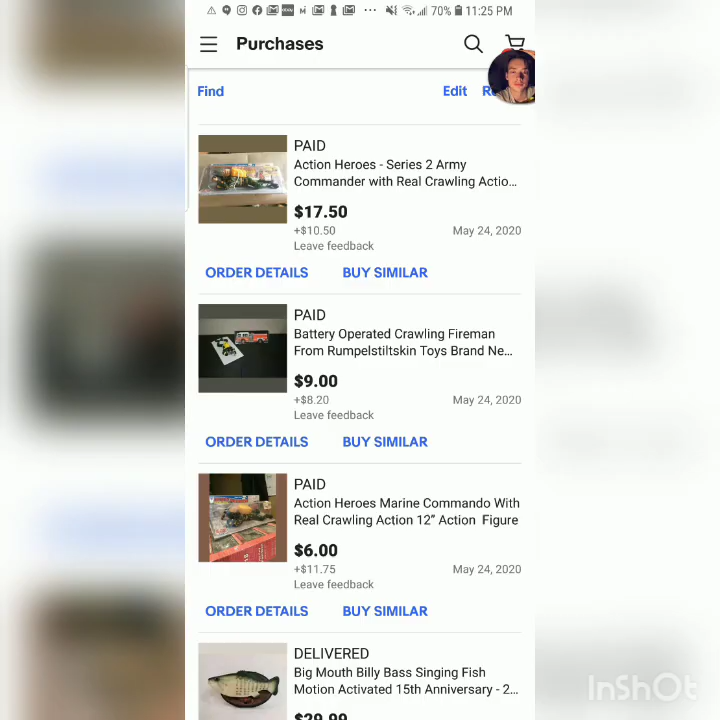 70% 11:25 PM
Purchases
Find Edit
PAID
Action Heroes - Series 2 Army
Commander with Real Crawling Actio...
$17.50
+$10.50 May 24, 2020
Leave feedback
ORDER DETAILS BUY SIMILAR
PAID
Battery Operated Crawling Fireman
From Rumpelstiltskin Toys Brand Ne...
$9.00
+$8.20 May 24, 2020
Leave feedback
ORDER DETAILS BUY SIMILAR
PAID
Action Heroes Marine Commando With
Real Crawling Action 12” Action Figure
$6.00
+$11.75 May 24, 2020
Leave feedback
ORDER DETAILS BUY SIMILAR
DELIVERED
Big Mouth Billy Bass Singing Fish
Motion Activated 15th Anniversary - 2...
$29.99
InShOt